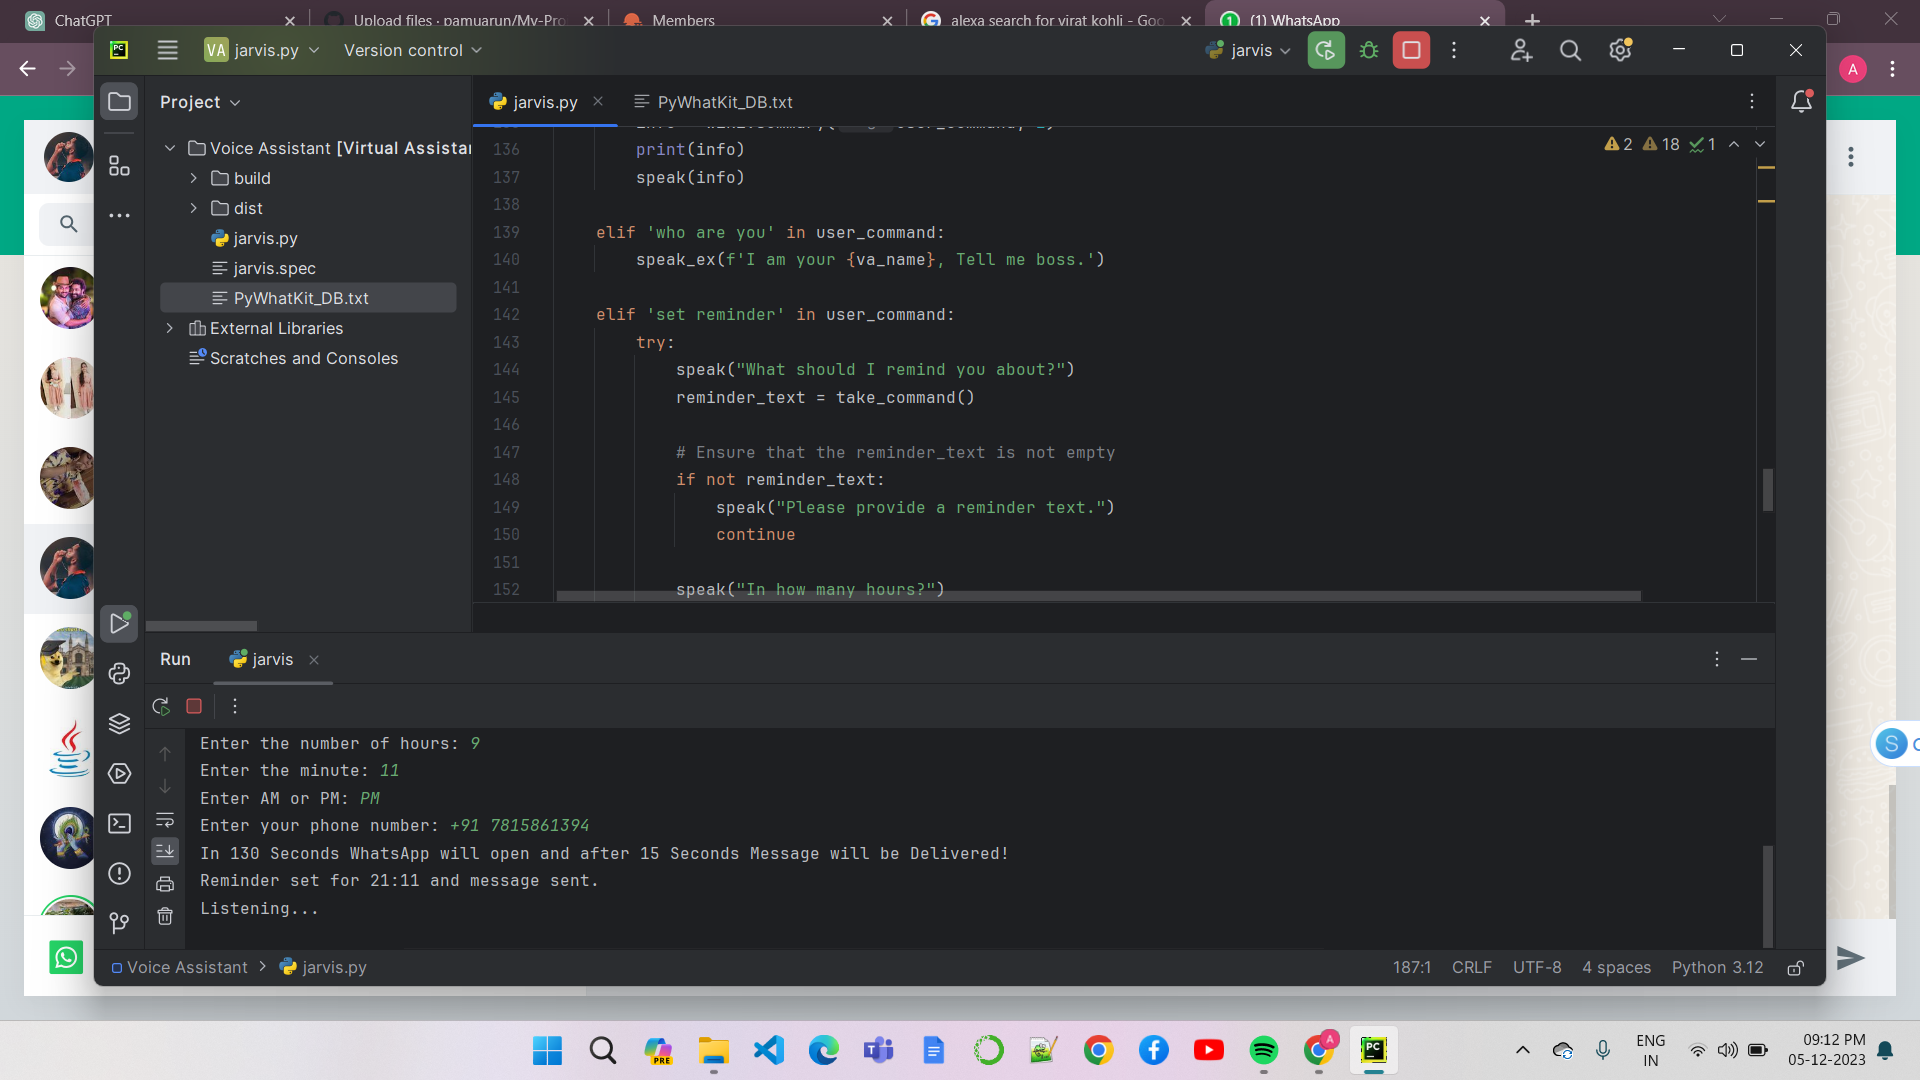 ChatGPT
Upload files · pamuarun/My-Pro
Members
alexa search for virat kohli - Goo
(1) WhatsApp
VA jarvis.py
Version control
jarvis
A
Project
jarvis.py
PyWhatKit_DB.txt
Voice Assistant [Virtual Assistan
build
dist
jarvis.py
jarvis.spec
PyWhatKit_DB.txt
External Libraries
Scratches and Consoles
2 18 1
136 print(info)
137 speak(info)
138
139 elif 'who are you' in user_command:
140 speak_ex(f'I am your {va_name}, Tell me boss.')
141
142 elif 'set reminder' in user_command:
143 try:
144 speak("What should I remind you about?")
145 reminder_text = take_command()
146
147 # Ensure that the reminder_text is not empty
148 if not reminder_text:
149 speak("Please provide a reminder text.")
150 continue
151
152 speak("In how many hours?")
Run
jarvis
Enter the number of hours: 9
Enter the minute: 11
Enter AM or PM: PM
Enter your phone number: +91 7815861394
In 130 Seconds WhatsApp will open and after 15 Seconds Message will be Delivered!
Reminder set for 21:11 and message sent.
Listening...
Voice Assistant > jarvis.py
187:1 CRLF UTF-8 4 spaces Python 3.12
ENG
IN
09:12 PM
05-12-2023